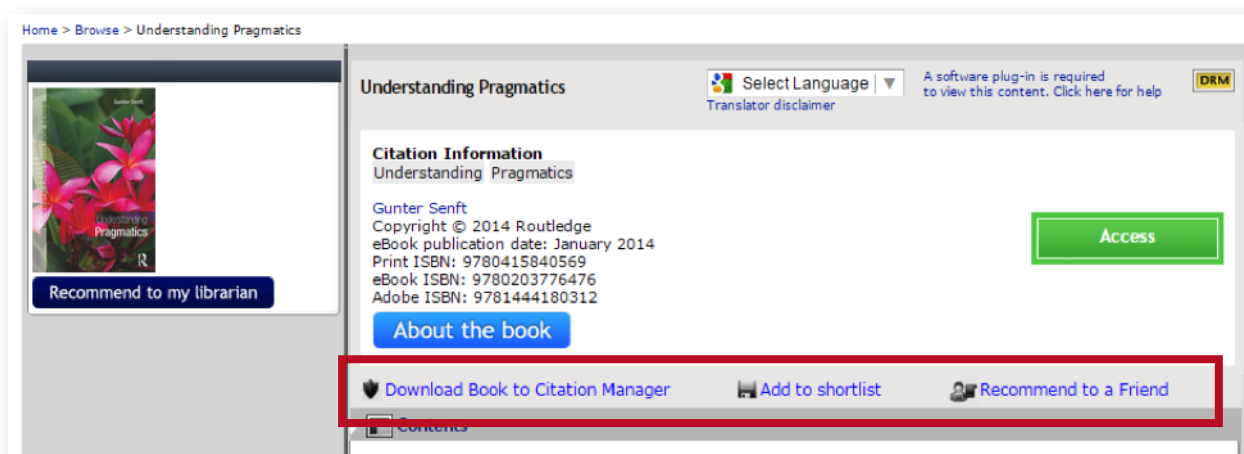 Home > Browse > Understanding Pragmatics
Gunter Senft
Understanding
Pragmatics
R
Recommend to my librarian
Understanding Pragmatics
Select Language ▼
Translator disclaimer
A software plug-in is required
to view this content. Click here for help
DRM
Citation Information
Understanding Pragmatics
Gunter Senft
Copyright © 2014 Routledge
eBook publication date: January 2014
Print ISBN: 9780415840569
eBook ISBN: 9780203776476
Adobe ISBN: 9781444180312
Access
About the book
Download Book to Citation Manager
Add to shortlist
Recommend to a Friend
Contents